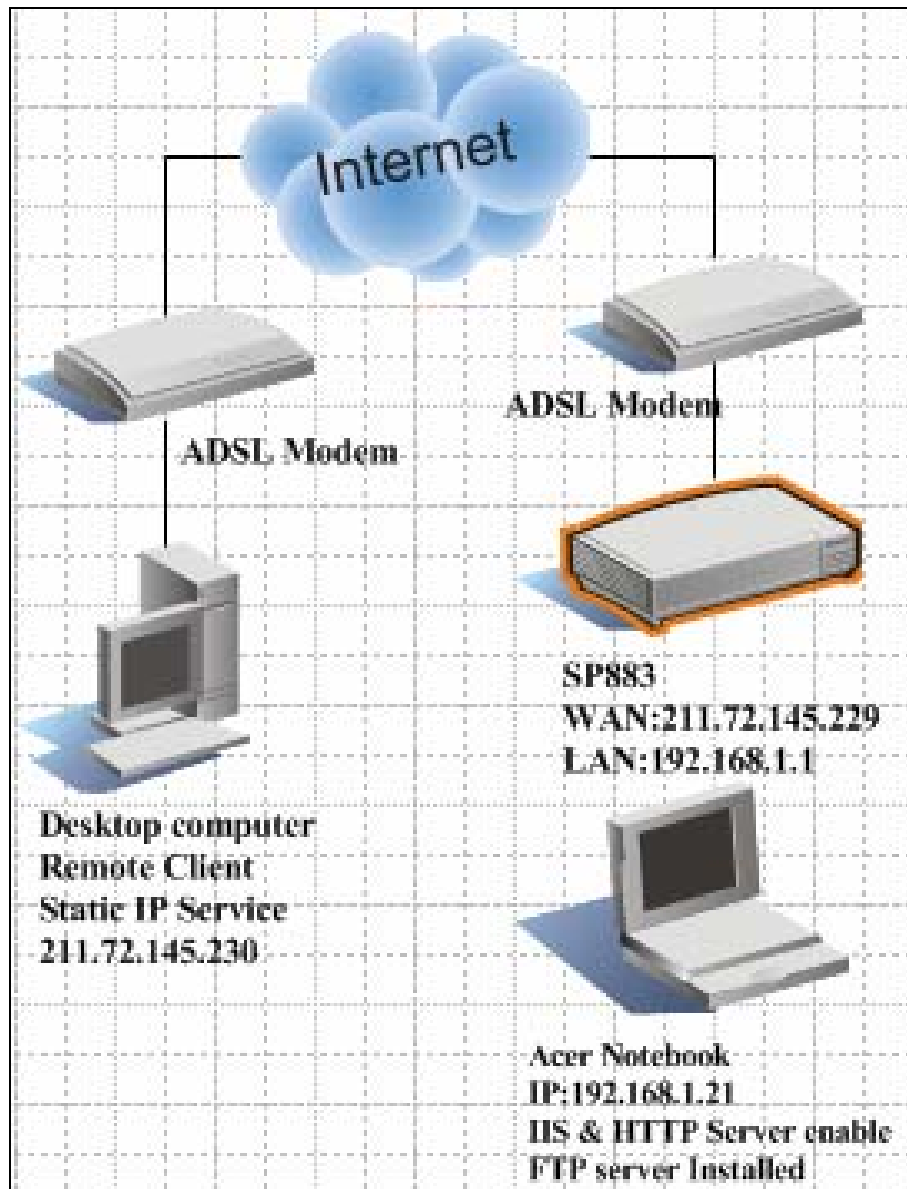 Internet
ADSL Modem
ADSL Modem
SP883
WAN:211.72.145.229
LAN:192.168.1.1
Desktop computer
Remote Client
Static IP Service
211.72.145.230
Acer Notebook
IP:192.168.1.21
IIS & HTTP Server enable
FTP server Installed